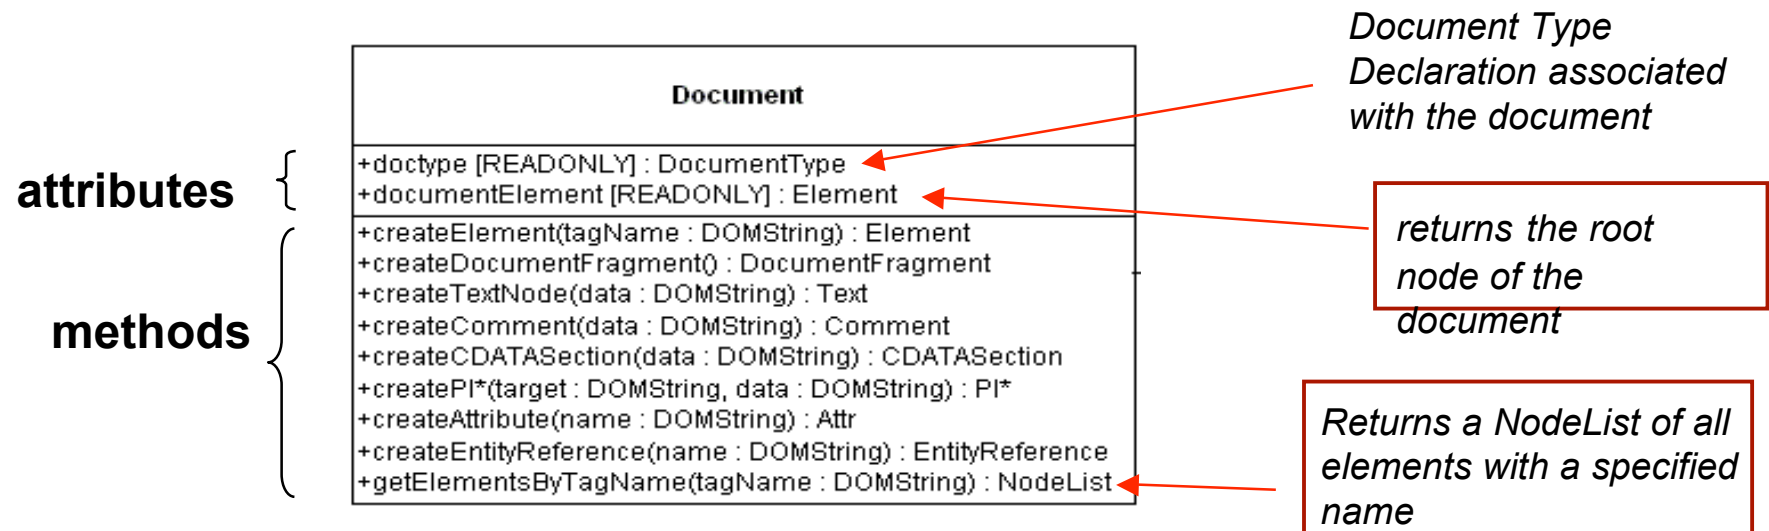 Document Type
Declaration associated
with the document
Document
attributes
+doctype [READONLY] : DocumentType
+documentElement [READONLY] : Element
returns the root
node of the
document
methods
+createElement(tagName : DOMString) : Element
+createDocumentFragment() : DocumentFragment
+createTextNode(data : DOMString) : Text
+createComment(data : DOMString) : Comment
+createCDATASection(data : DOMString) : CDATASection
+createPI*(target : DOMString, data : DOMString) : PI*
+createAttribute(name : DOMString) : Attr
+createEntityReference(name : DOMString) : EntityReference
+getElementsByTagName(tagName : DOMString) : NodeList
Returns a NodeList of all
elements with a specified
name